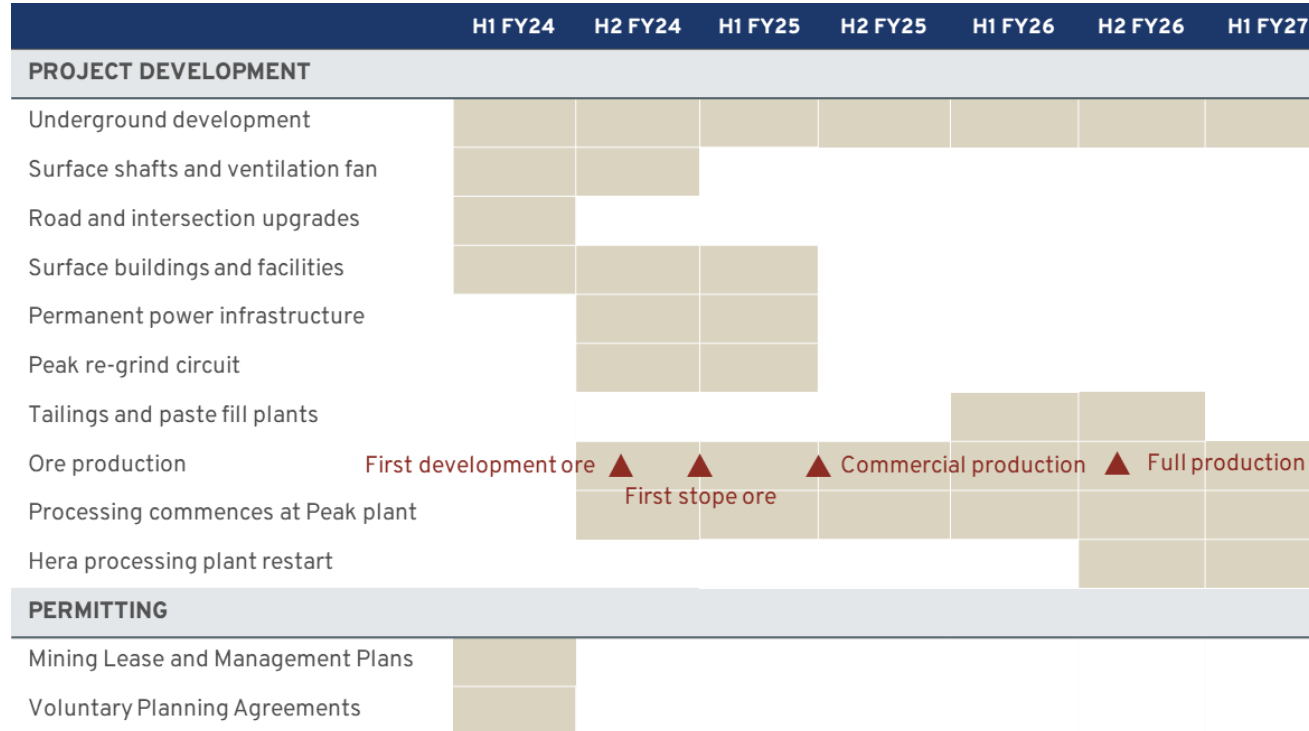 H1 FY24 H2 FY24 H1 FY25 H2 FY25 H1 FY26 H2 FY26 H1 FY27
PROJECT DEVELOPMENT
Underground development
Surface shafts and ventilation fan
Road and intersection upgrades
Surface buildings and facilities
Permanent power infrastructure
Peak re-grind circuit
Tailings and paste fill plants
Ore production First development ore Commercial production Full production
First stope ore
Processing commences at Peak plant
Hera processing plant restart
PERMITTING
Mining Lease and Management Plans
Voluntary Planning Agreements